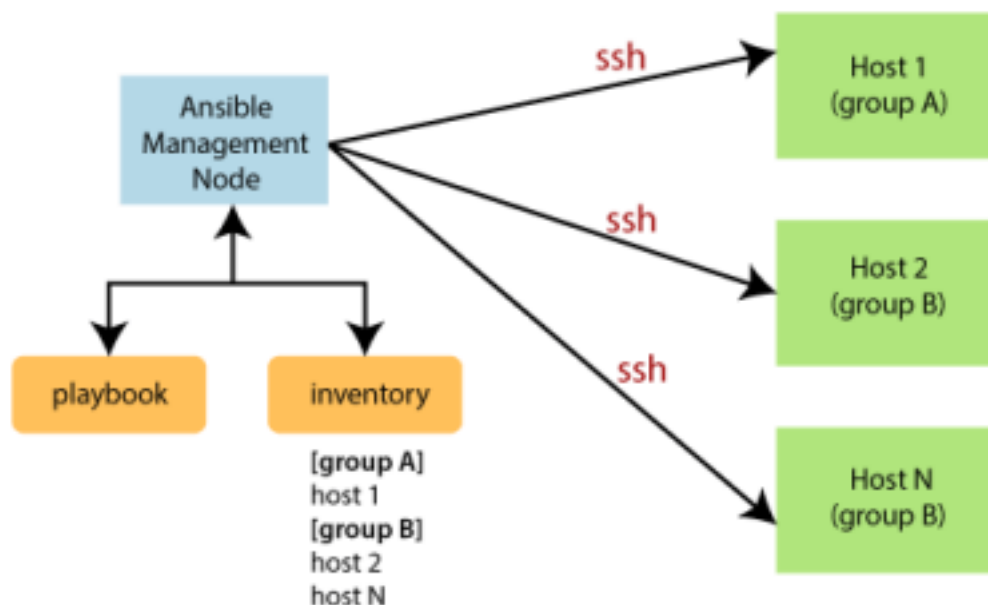 Ansible
Management
Node
ssh
Host 1
(group A)
ssh
Host 2
(group B)
ssh
Host N
(group B)
playbook
inventory
[group A]
host 1
[group B]
host 2
host N